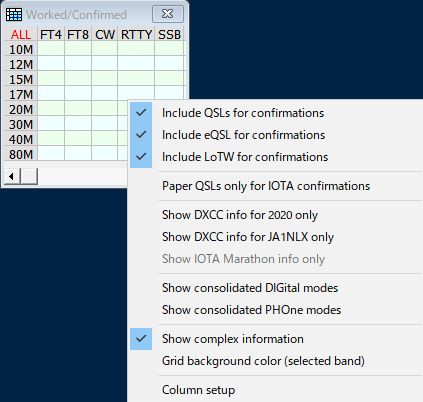 Worked/Confirmed
ALL FT4 FT8 CW RTTY SSB
10M
12M
15M
17M
20M
30M
40M
80M
Include QSLs for confirmations
Include eQSL for confirmations
Include LoTW for confirmations
Paper QSLs only for IOTA confirmations
Show DXCC info for 2020 only
Show DXCC info for JA1NLX only
Show IOTA Marathon info only
Show consolidated DIGital modes
Show consolidated PHOne modes
Show complex information
Grid background color (selected band)
Column setup